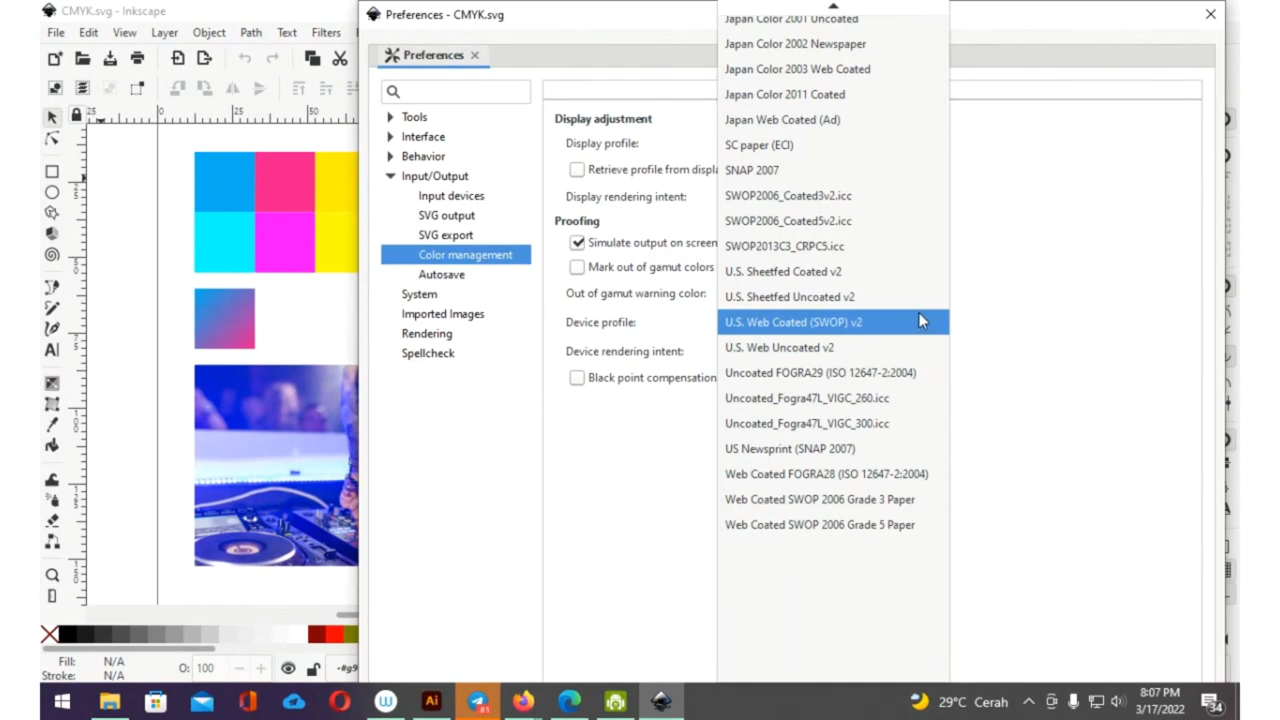 CMYK.svg - Inkscape
File Edit View Layer Object Path Text Filters
25 0 25 50
Fill: N/A
Stroke: N/A
O: 100
Preferences - CMYK.svg
Preferences
Tools
Interface
Behavior
Input/Output
Input devices
SVG output
SVG export
Color management
Autosave
System
Imported Images
Rendering
Spellcheck
Display adjustment
Display profile:
Retrieve profile from displa
Display rendering intent:
Proofing
Simulate output on screen
Mark out of gamut colors
Out of gamut warning color:
Device profile:
Device rendering intent:
Black point compensation
Japan Color 2001 Uncoated
Japan Color 2002 Newspaper
Japan Color 2003 Web Coated
Japan Color 2011 Coated
Japan Web Coated (Ad)
SC paper (ECI)
SNAP 2007
SWOP2006_Coated3v2.icc
SWOP2006_Coated5v2.icc
SWOP2013C3_CRPC5.icc
U.S. Sheetfed Coated v2
U.S. Sheetfed Uncoated v2
U.S. Web Coated (SWOP) v2
U.S. Web Uncoated v2
Uncoated FOGRA29 (ISO 12647-2:2004)
Uncoated_Fogra47L_VIGC_260.icc
Uncoated_Fogra47L_VIGC_300.icc
US Newsprint (SNAP 2007)
Web Coated FOGRA28 (ISO 12647-2:2004)
Web Coated SWOP 2006 Grade 3 Paper
Web Coated SWOP 2006 Grade 5 Paper
Ai
29°C Cerah
8:07 PM
3/17/2022
34